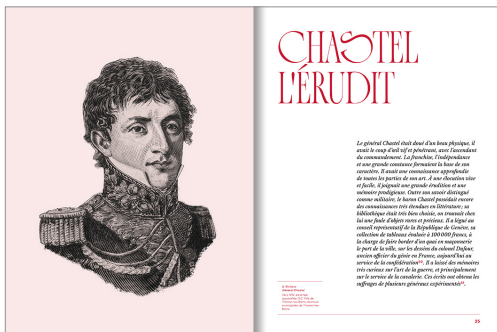 CHASTEL
L'ÉRUDIT
Le général Chastel était doué d'un beau physique, il
avait le coup d'œil vif et pénétrant, avec l'ascendant
du commandement. La franchise, l'indépendance
et une grande constance formaient la base de son
caractère. Il avait une connaissance approfondie
de toutes les parties de son art. À une élocution vive
et facile, il joignait une grande érudition et une
mémoire prodigieuse. Outre son savoir distingué
comme militaire, le baron Chastel possédait encore
des connaissances très étendues en littérature; sa
bibliothèque était très bien choisie, on trouvait chez
lui une foule d'objets rares et précieux. Il a légué au
conseil représentatif de la République de Genève, sa
collection de tableaux évaluée à 100 000 francs, à
la charge de faire border d'un quai en maçonnerie
le port de la ville, sur les dessins du colonel Dufour,
ancien officier du génie en France, aujourd'hui au
service de la confédération. Il a laissé des mémoires
très curieux sur l'art de la guerre, et principalement
sur le service de la cavalerie. Ces écrits ont obtenu les
suffrages de plusieurs généraux expérimentés.
35